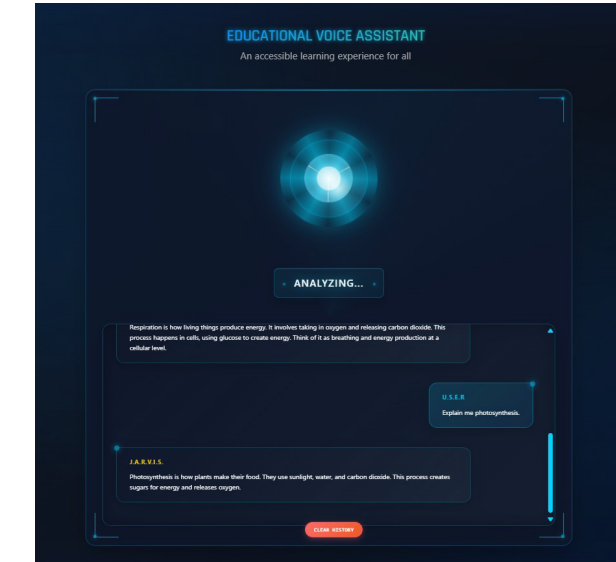 EDUCATIONAL VOICE ASSISTANT
An accessible learning experience for all
ANALYZING...
Respiration is how living things produce energy. It involves taking in oxygen and releasing carbon dioxide. This
process happens in cells, using glucose to create energy. Think of it as breathing and energy production at a
cellular level.
U.S.E.R
Explain me photosynthesis.
J.A.R.V.I.S.
Photosynthesis is how plants make their food. They use sunlight, water, and carbon dioxide. This process creates
sugars for energy and releases oxygen.
CLEAR HISTORY